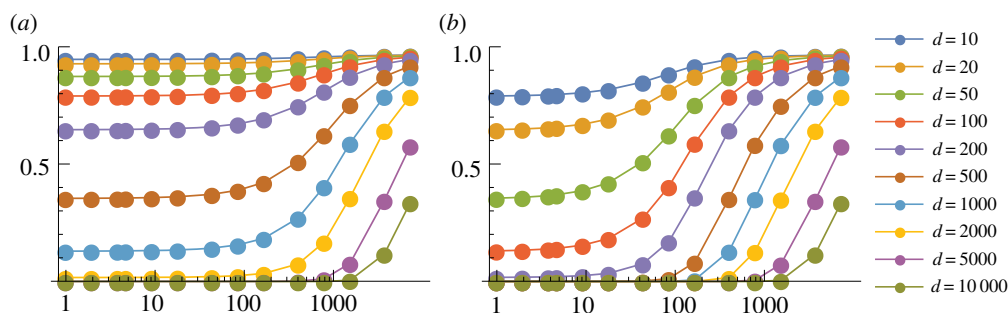 (a) (b)
1.0 1.0
0.5 0.5
1 10 100 1000 1 10 100 1000
d = 10
d = 20
d = 50
d = 100
d = 200
d = 500
d = 1000
d = 2000
d = 5000
d = 10 000